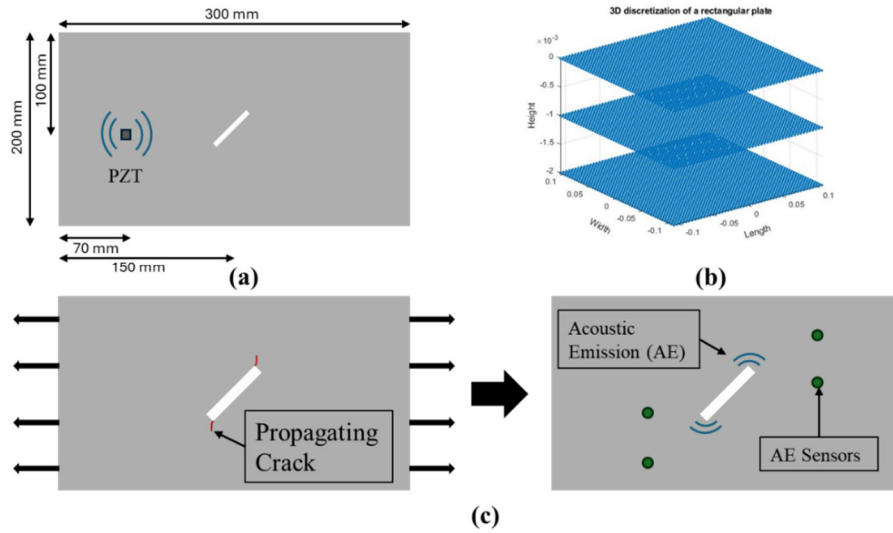 300 mm
200 mm
100 mm
PZT
70 mm
150 mm
(a)
3D discretization of a rectangular plate
×10⁻³
0
-0.5
-1
-1.5
-2
Height
0.1
0.05
0
-0.05
-0.1
Width
-0.1
-0.05
0
0.05
0.1
Length
(b)
Propagating
Crack
Acoustic
Emission (AE)
AE Sensors
(c)